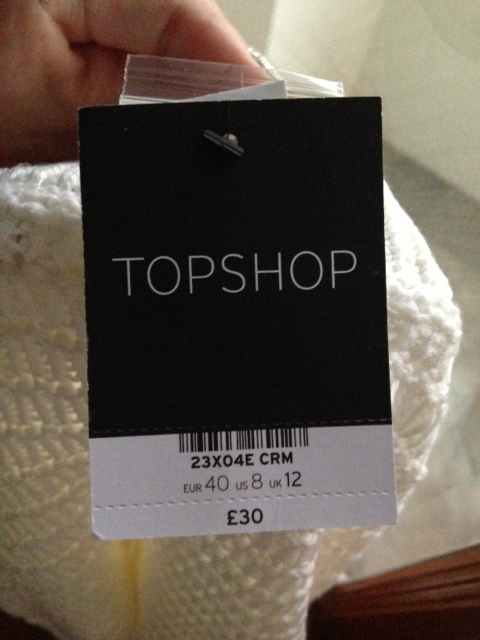 TOPSHOP
23X04E CRM
EUR 40 US 8 UK 12
£30